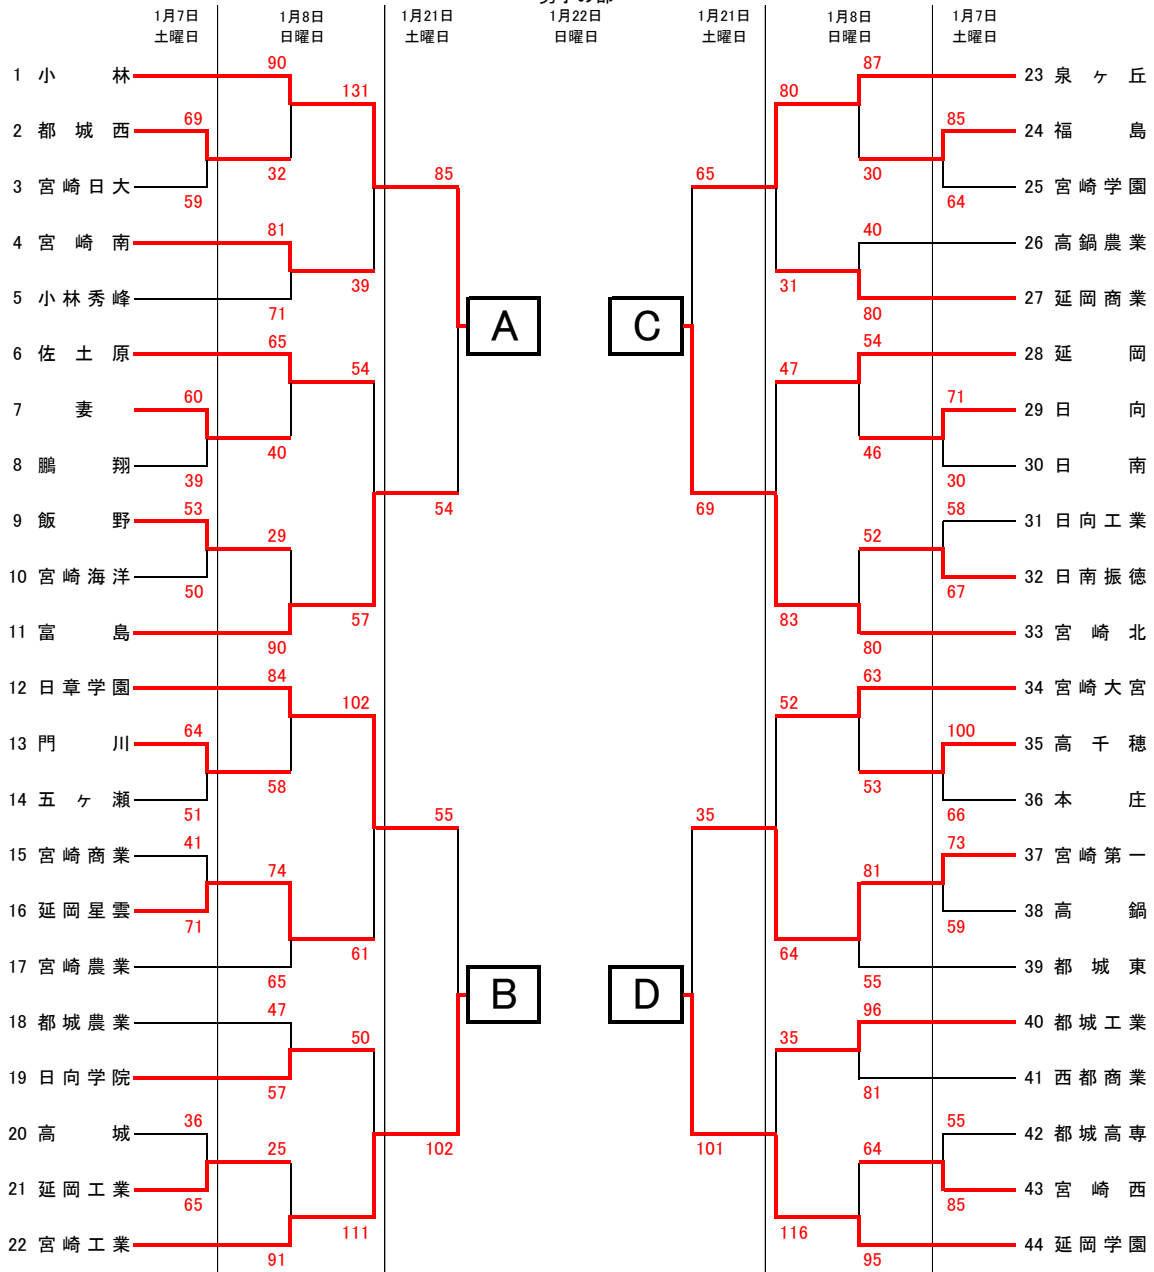 1月7日 1月8日 1月21日 1月22日 1月21日 1月8日 1月7日
土曜日 日曜日 土曜日 日曜日 土曜日 日曜日 土曜日
90 87
1 小林 23 泉ヶ丘
131 80
69 85
2 都城西 24 福島
32 85 65 30
3 宮崎日大 25 宮崎学園
59 64
81 40
4 宮崎南 26 高鍋農業
39 31
5 小林秀峰 27 延岡商業
71 80
A C
65 54
6 佐土原 28 延岡
54 47
60 71
7 妻 29 日向
40 46
8 鵬翔 30 日南
39 30
53 58
9 飯野 54 69 31 日向工業
29 52
10 宮崎海洋 32 日南振徳
50 67
57 83
11 富島 33 宮崎北
90 80
84 63
12 日章学園 34 宮崎大宮
102 52
64 100
13 門川 35 高千穂
58 53
14 五ヶ瀬 36 本庄
51 55 35 66
41 73
15 宮崎商業 37 宮崎第一
74 81
16 延岡星雲 38 高鍋
71 59
61 64
17 宮崎農業 39 都城東
65 55
B D
47 96
18 都城農業 40 都城工業
50 35
19 日向学院 41 西都商業
57 81
36 55
20 高城 42 都城高専
25 102 101 64
21 延岡工業 43 宮崎西
65 85
111 116
22 宮崎工業 44 延岡学園
91 95